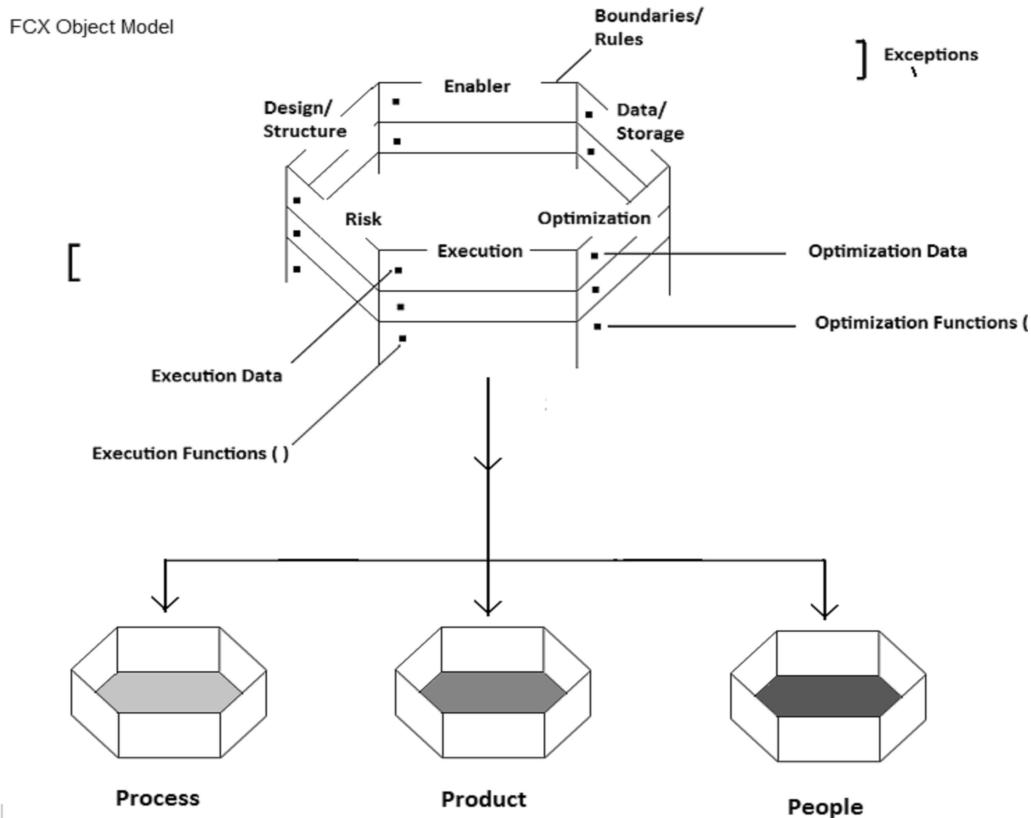 FCX Object Model
Boundaries/
Rules
] Exceptions
Enabler
Design/
Structure
Data/
Storage
Risk
Optimization
[
Execution
Optimization Data
Optimization Functions (
Execution Data
Execution Functions ( )
Process
Product
People